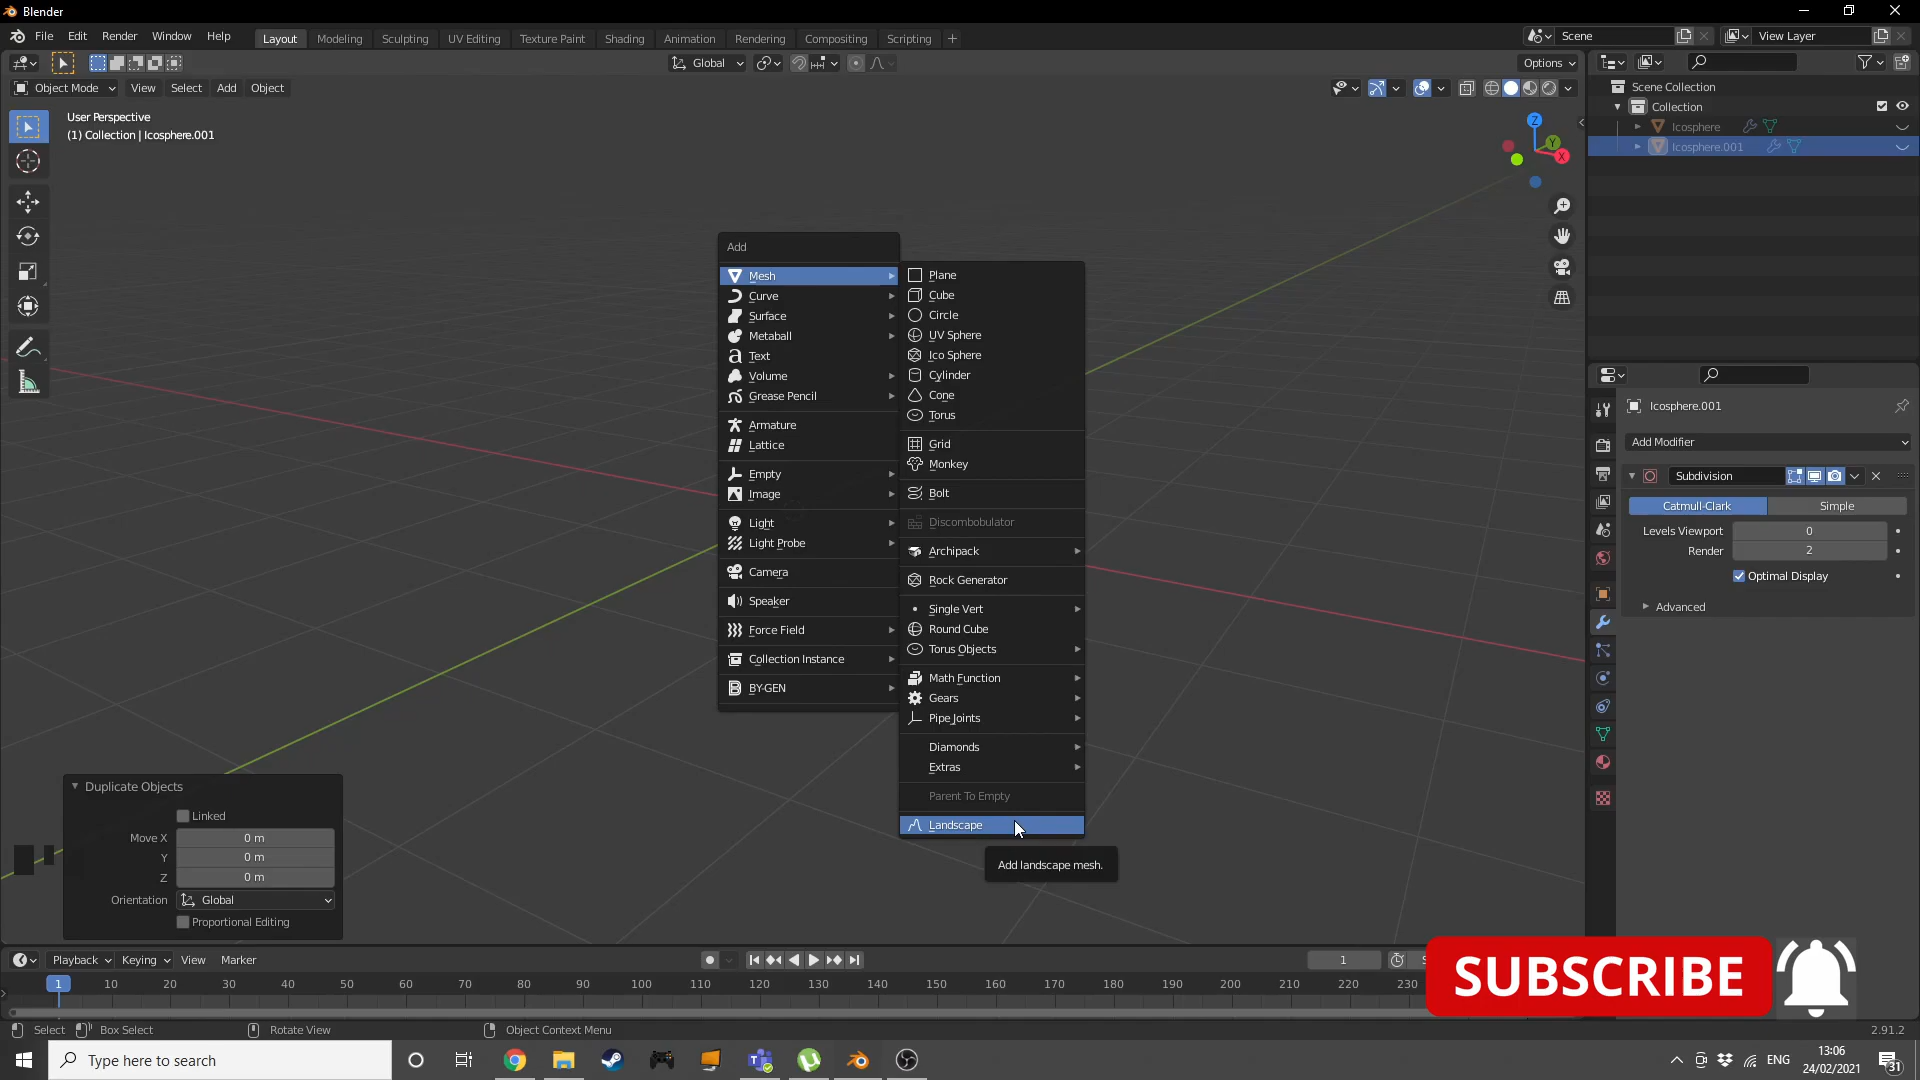 Blender
File Edit Render Window Help
Layout Modeling Sculpting UV Editing Texture Paint Shading Animation Rendering Compositing Scripting +
Scene
View Layer
Global
Options
Object Mode View Select Add Object
User Perspective
(1) Collection | Icosphere.001
Z
Y
X
Scene Collection
Collection
Icosphere
Icosphere.001
Add
Mesh
Curve
Surface
Metaball
Text
Volume
Grease Pencil
Armature
Lattice
Empty
Image
Light
Light Probe
Camera
Speaker
Force Field
Collection Instance
BY-GEN
Plane
Cube
Circle
UV Sphere
Ico Sphere
Cylinder
Cone
Torus
Grid
Monkey
Bolt
Discombobulator
Archipack
Rock Generator
Single Vert
Round Cube
Torus Objects
Math Function
Gears
Pipe Joints
Diamonds
Extras
Parent To Empty
Landscape
Add landscape mesh.
Icosphere.001
Add Modifier
Subdivision
Catmull-Clark Simple
Levels Viewport 0
Render 2
Optimal Display
Advanced
Duplicate Objects
Linked
Move X 0 m
Y 0 m
Z 0 m
Orientation Global
Proportional Editing
Playback Keying View Marker
1
1 10 20 30 40 50 60 70 80 90 100 110 120 130 140 150 160 170 180 190 200 210 220 230
SUBSCRIBE
Select Box Select Rotate View Object Context Menu
2.91.2
Type here to search
ENG
13:06
24/02/2021
31